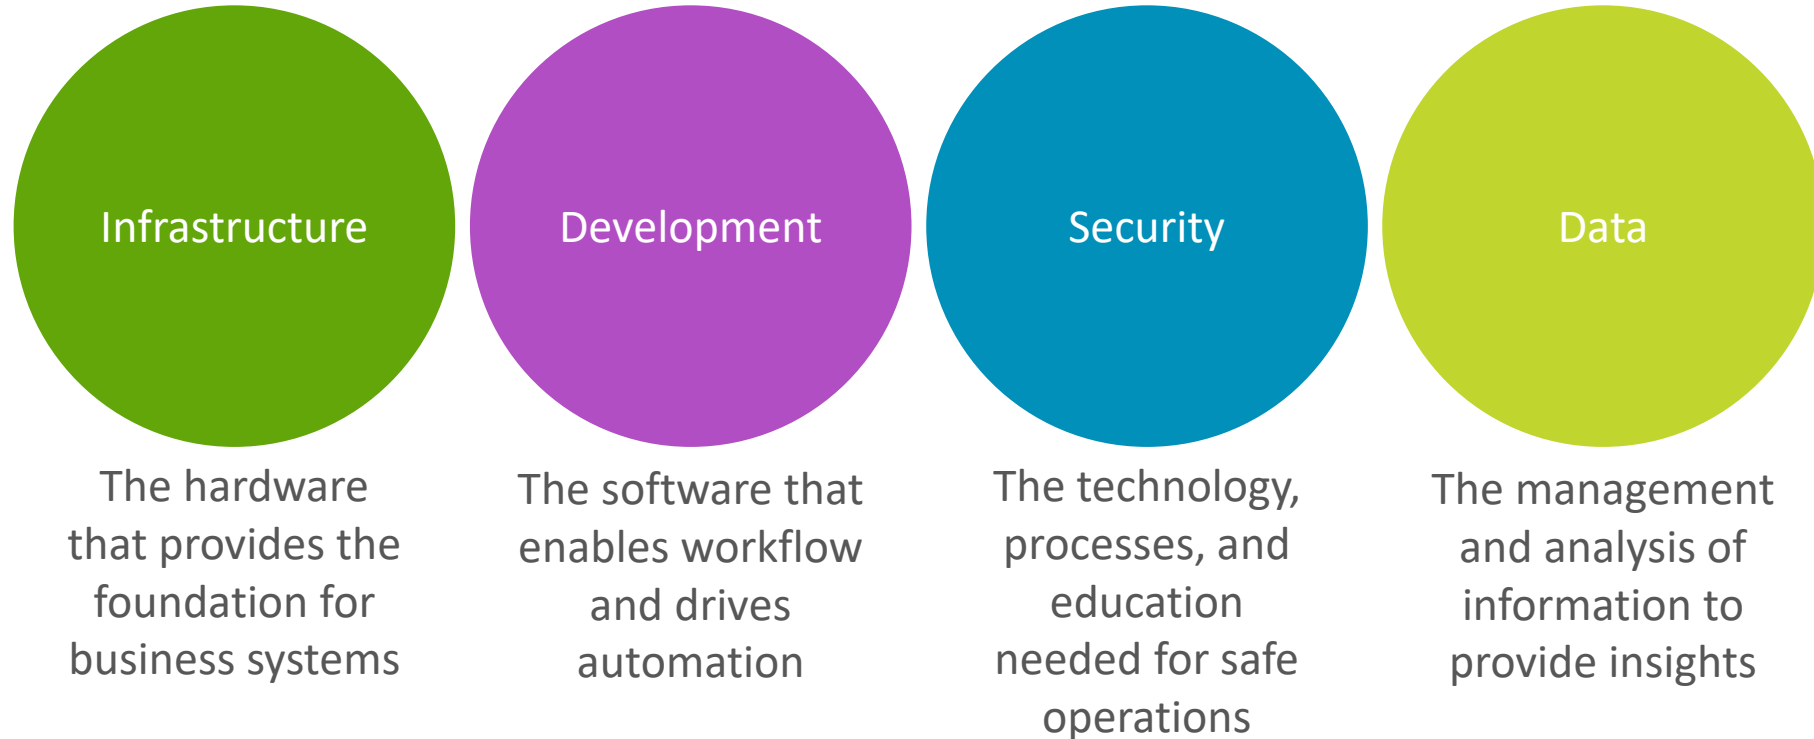 Infrastructure
Development
Security
Data
The hardware
that provides the
foundation for
business systems
The software that
enables workflow
and drives
automation
The technology,
processes, and
education
needed for safe
operations
The management
and analysis of
information to
provide insights